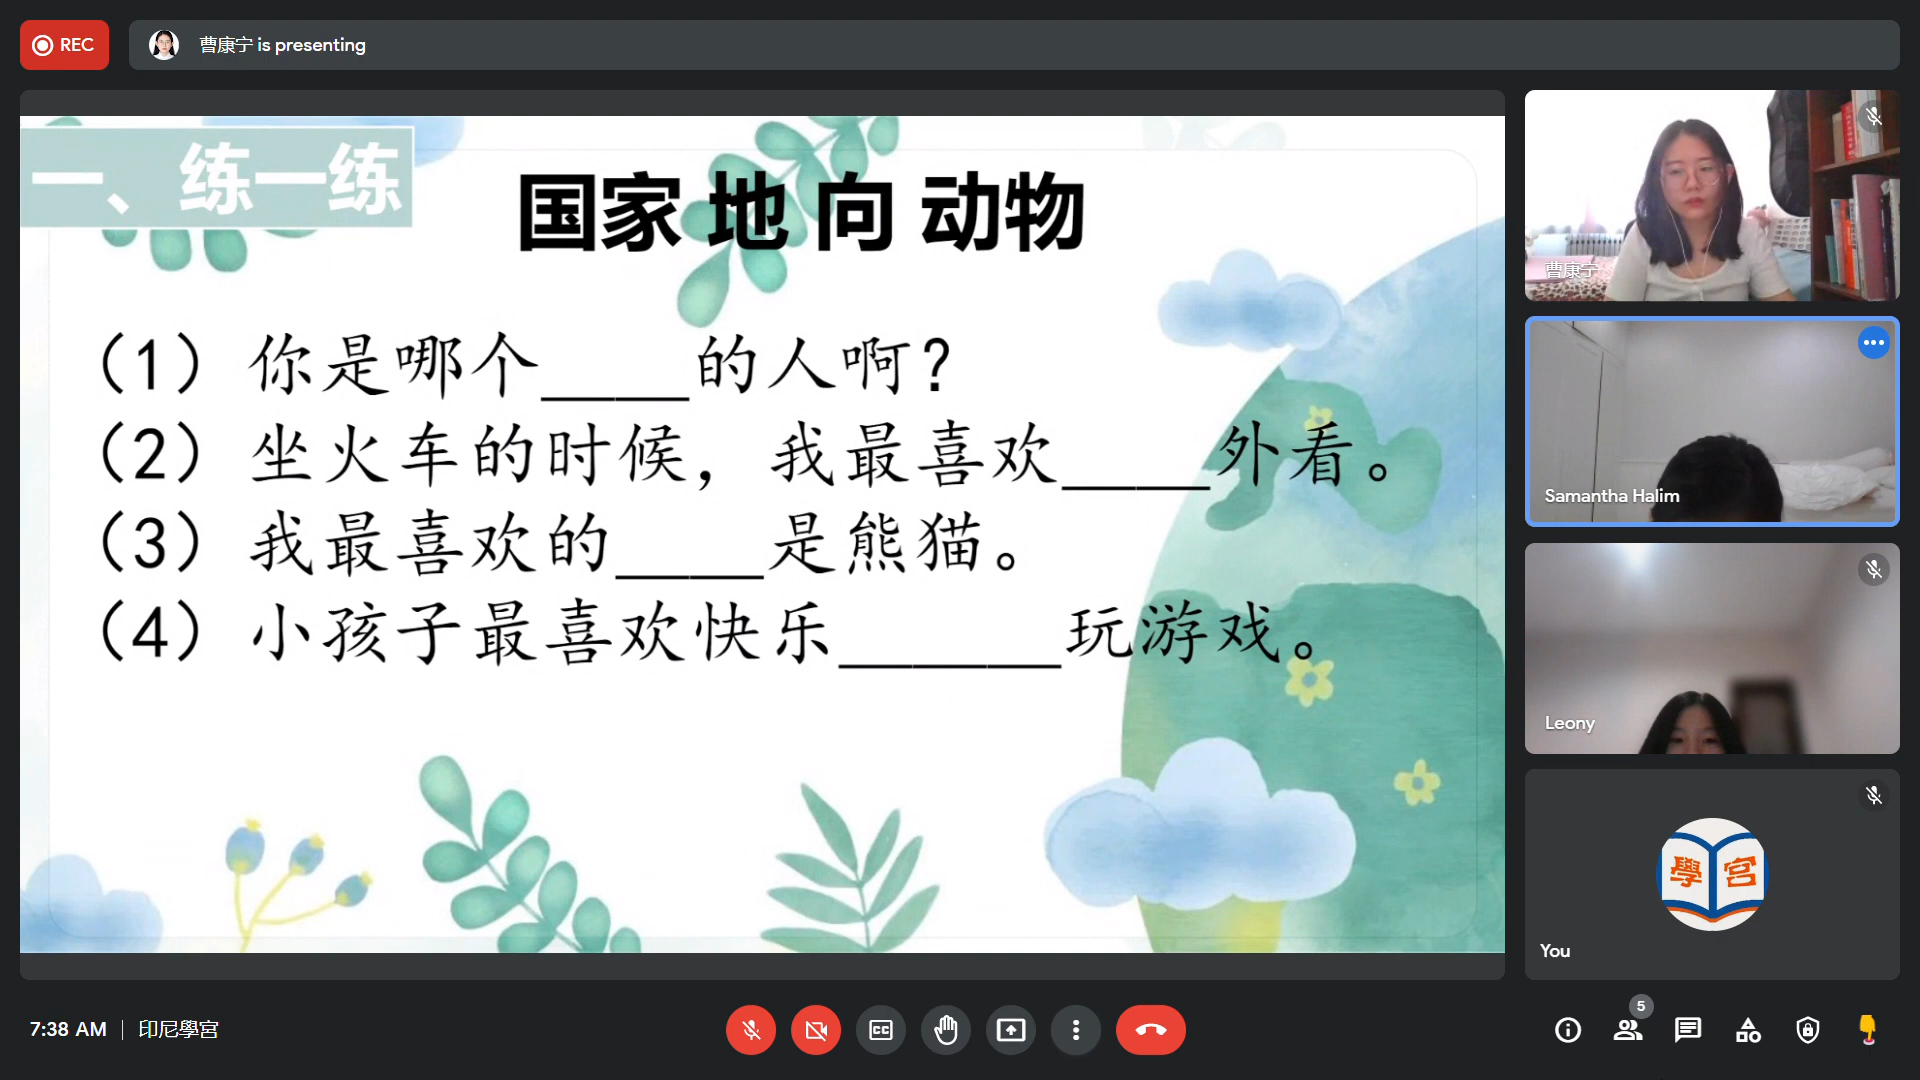 REC
曹康宁 is presenting
一、练一练
国家 地 向 动物
（1）你是哪个____的人啊？
（2）坐火车的时候，我最喜欢____外看。
（3）我最喜欢的____是熊猫。
（4）小孩子最喜欢快乐______玩游戏。
曹康宁
Samantha Halim
Leony
學宮
You
7:38 AM | 印尼學宮
5